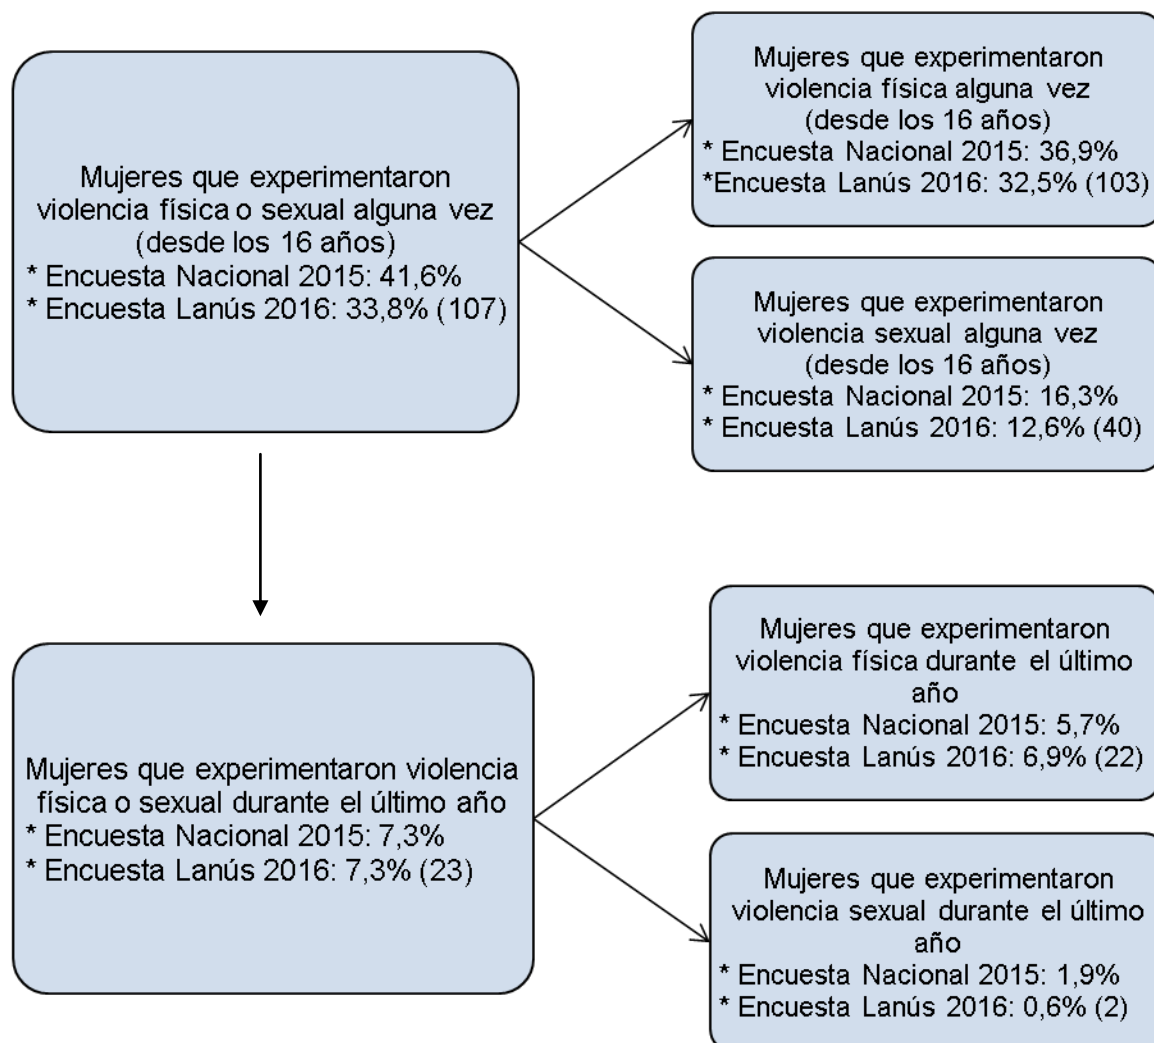 Mujeres que experimentaron
violencia física o sexual alguna vez
(desde los 16 años)
* Encuesta Nacional 2015: 41,6%
* Encuesta Lanús 2016: 33,8% (107)
Mujeres que experimentaron
violencia física alguna vez
(desde los 16 años)
* Encuesta Nacional 2015: 36,9%
*Encuesta Lanús 2016: 32,5% (103)
Mujeres que experimentaron
violencia sexual alguna vez
(desde los 16 años)
* Encuesta Nacional 2015: 16,3%
* Encuesta Lanús 2016: 12,6% (40)
Mujeres que experimentaron violencia
física o sexual durante el último año
* Encuesta Nacional 2015: 7,3%
* Encuesta Lanús 2016: 7,3% (23)
Mujeres que experimentaron
violencia física durante el último
año
* Encuesta Nacional 2015: 5,7%
* Encuesta Lanús 2016: 6,9% (22)
Mujeres que experimentaron
violencia sexual durante el último
año
* Encuesta Nacional 2015: 1,9%
* Encuesta Lanús 2016: 0,6% (2)